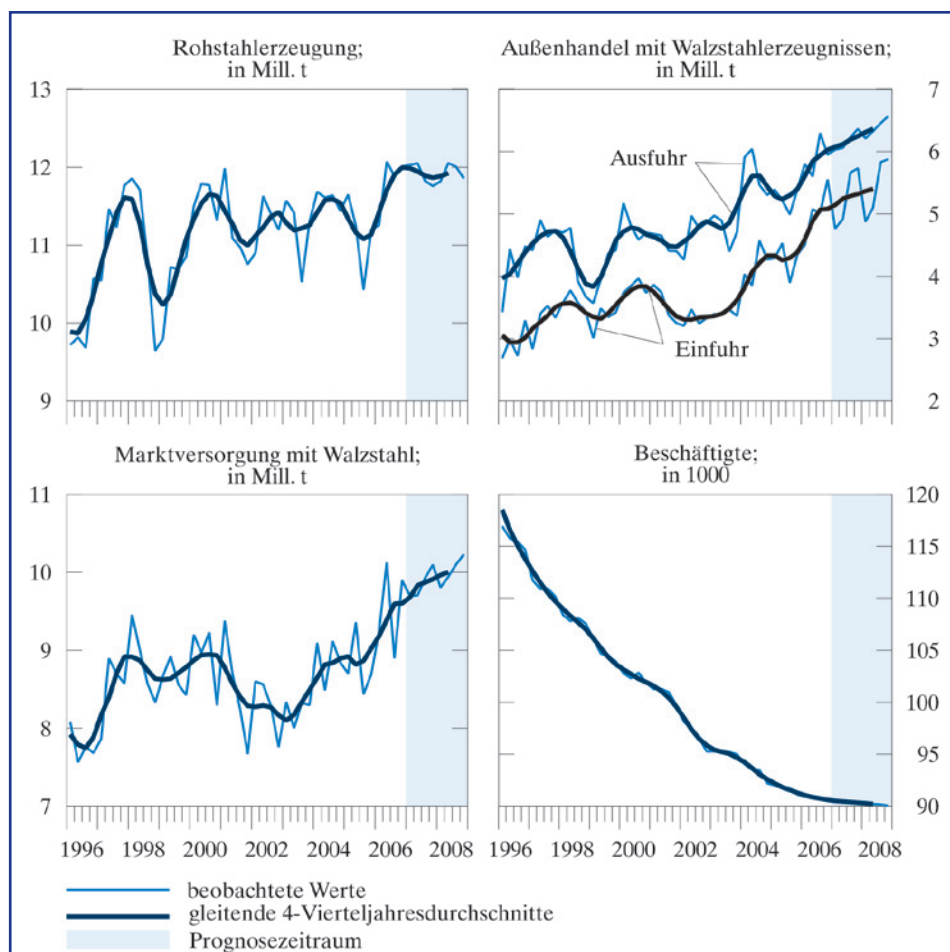 Rohstahlerzeugung;
in Mill. t
13
12
11
10
9
Außenhandel mit Walzstahlerzeugnissen;
in Mill. t
Ausfuhr
Einfuhr
7
6
5
4
3
2
Marktversorgung mit Walzstahl;
in Mill. t
11
10
9
8
7
1996 1998 2000 2002 2004 2006 2008
Beschäftigte;
in 1000
120
115
110
105
100
95
90
1996 1998 2000 2002 2004 2006 2008
beobachtete Werte
gleitende 4-Vierteljahresdurchschnitte
Prognosezeitraum